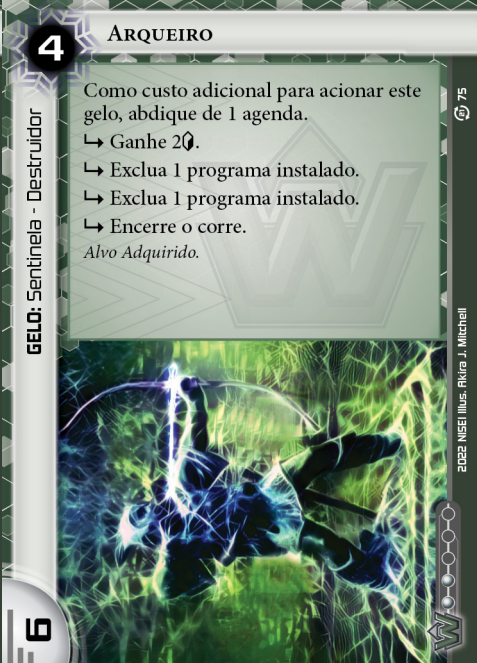 4
Arqueiro
GELO: Sentinela - Destruidor
Como custo adicional para acionar este
gelo, abdique de 1 agenda.
↳ Ganhe 2.
↳ Exclua 1 programa instalado.
↳ Exclua 1 programa instalado.
↳ Encerre o corre.
Alvo Adquirido.
6
75
2022 NISEI Illus. Akira J. Mitchell